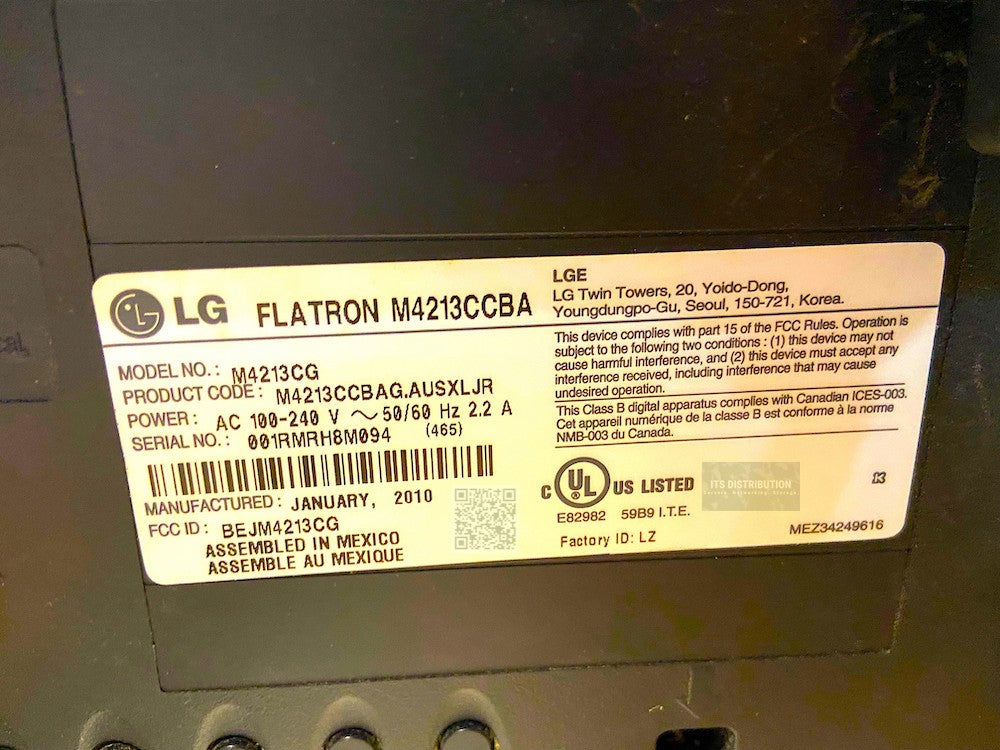 LG FLATRON M4213CCBA
LGE
LG Twin Towers, 20, Yoido-Dong,
Youngdungpo-Gu, Seoul, 150-721, Korea.
MODEL NO.: M4213CG
PRODUCT CODE: M4213CCBAG.AUSXLJR
POWER: AC 100-240 V ~50/60 Hz 2.2 A
SERIAL NO.: 001RMRH8M094 (465)
MANUFACTURED: JANUARY, 2010
FCC ID: BEJM4213CG
ASSEMBLED IN MEXICO
ASSEMBLE AU MEXIQUE
This device complies with part 15 of the FCC Rules. Operation is
subject to the following two conditions : (1) this device may not
cause harmful interference, and (2) this device must accept any
interference received, including interference that may cause
undesired operation.
This Class B digital apparatus complies with Canadian ICES-003.
Cet appareil numérique de la classe B est conforme à la norme
NMB-003 du Canada.
C UL US LISTED
E82982 59B9 I.T.E.
Factory ID: LZ
ITS DISTRIBUTION
Servers. Networking. Storage.
MEZ34249616